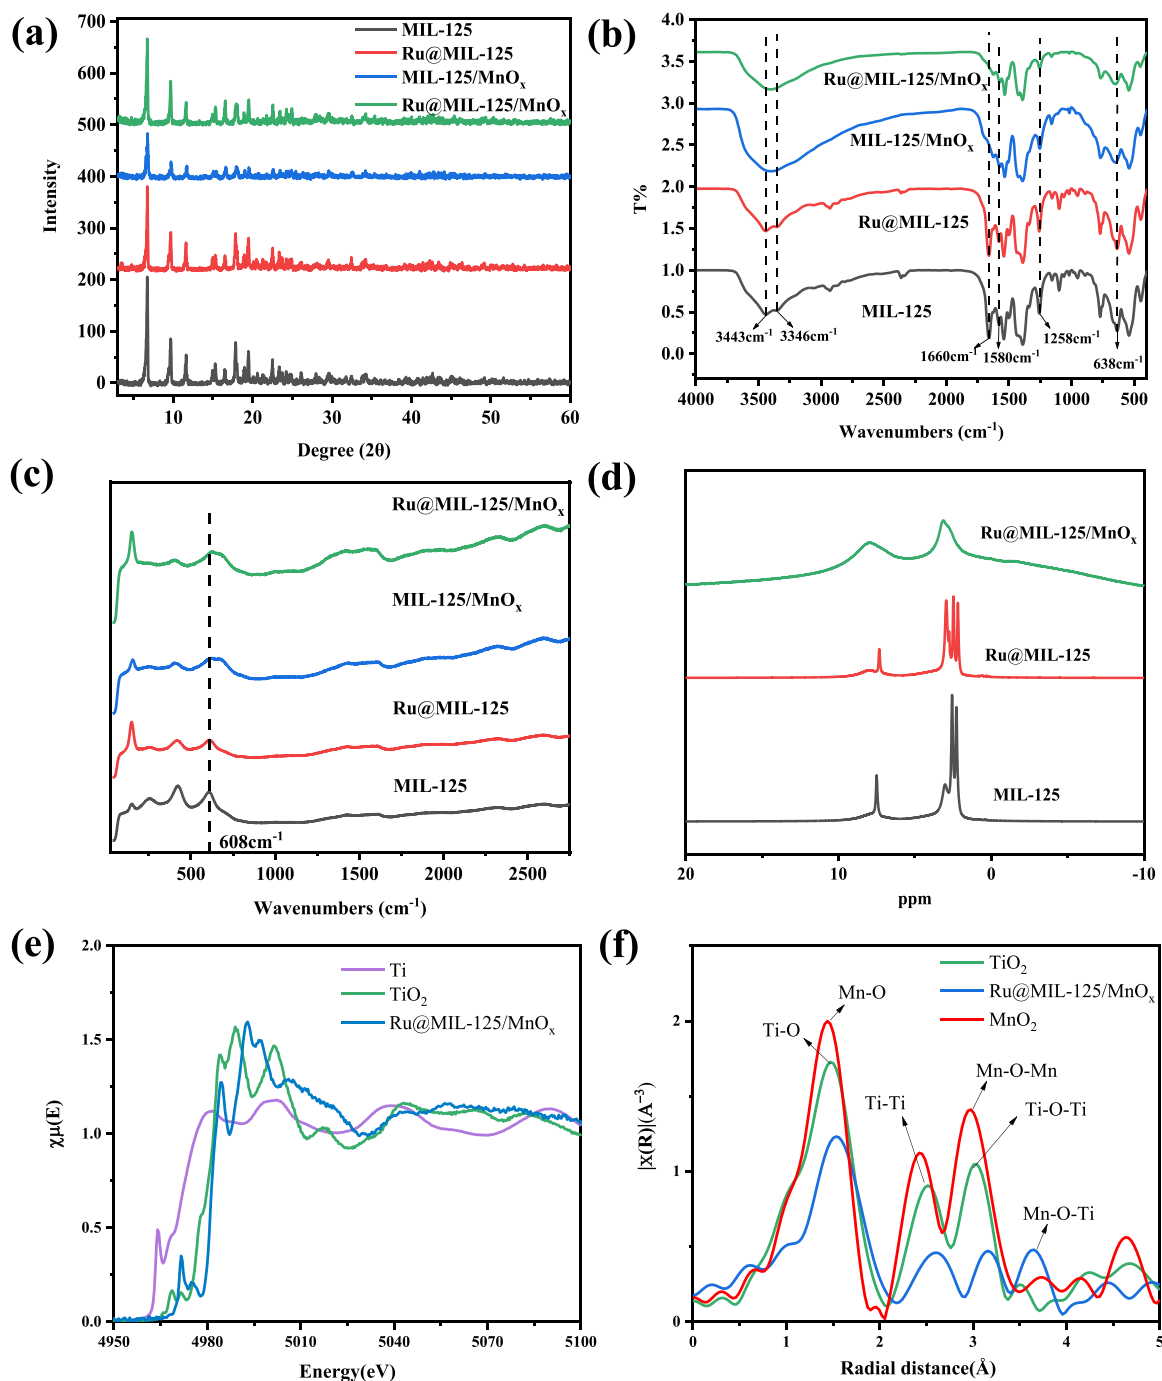 (a)
MIL-125
Ru@MIL-125
MIL-125/MnOₓ
Ru@MIL-125/MnOₓ
700
600
500
400
300
200
100
0
Intensity
10 20 30 40 50 60
Degree (2θ)
(b)
Ru@MIL-125/MnOₓ
MIL-125/MnOₓ
Ru@MIL-125
MIL-125
3443cm⁻¹ 3346cm⁻¹ 1660cm⁻¹ 1580cm⁻¹ 1258cm⁻¹ 638cm⁻¹
4.0
3.0
2.0
1.0
0.5
0.0
T%
4000 3500 3000 2500 2000 1500 1000 500
Wavenumbers (cm⁻¹)
(c)
Ru@MIL-125/MnOₓ
MIL-125/MnOₓ
Ru@MIL-125
MIL-125
608cm⁻¹
500 1000 1500 2000 2500
Wavenumbers (cm⁻¹)
(d)
Ru@MIL-125/MnOₓ
Ru@MIL-125
MIL-125
20 10 0 -10
ppm
(e)
Ti
TiO₂
Ru@MIL-125/MnOₓ
2.0
1.5
1.0
0.5
0.0
χμ(E)
4950 4980 5010 5040 5070 5100
Energy(eV)
(f)
TiO₂
Ru@MIL-125/MnOₓ
MnO₂
Mn-O
Ti-O
Mn-O-Mn
Ti-Ti
Ti-O-Ti
Mn-O-Ti
2
1
0
|x(R)|(A⁻³)
0 1 2 3 4 5
Radial distance(Å)